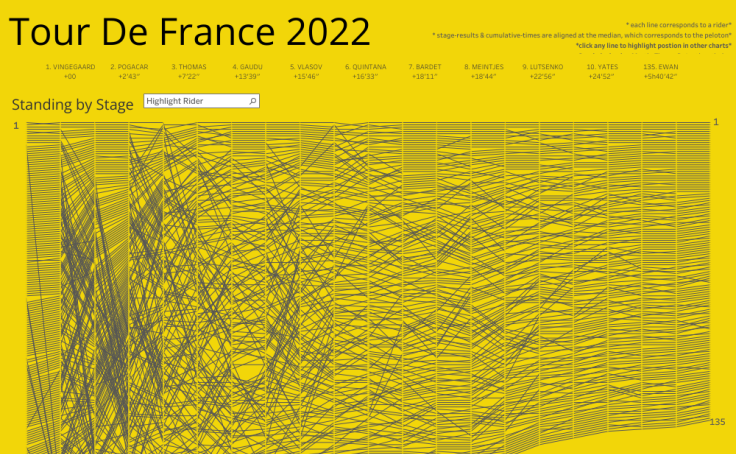 Tour De France 2022
* each line corresponds to a rider*
* stage-results & cumulative-times are aligned at the median, which corresponds to the peloton*
*click any line to highlight postion in other charts*
1. VINGEGAARD 2. POGACAR 3. THOMAS 4. GAUDU 5. VLASOV 6. QUINTANA 7. BARDET 8. MEINTJES 9. LUTSENKO 10. YATES 135. EWAN
+00 +2'43" +7'22" +13'39" +15'46" +16'33" +18'11" +18'44" +22'56" +24'52" +5h40'42"
Standing by Stage
Highlight Rider
1
1
135